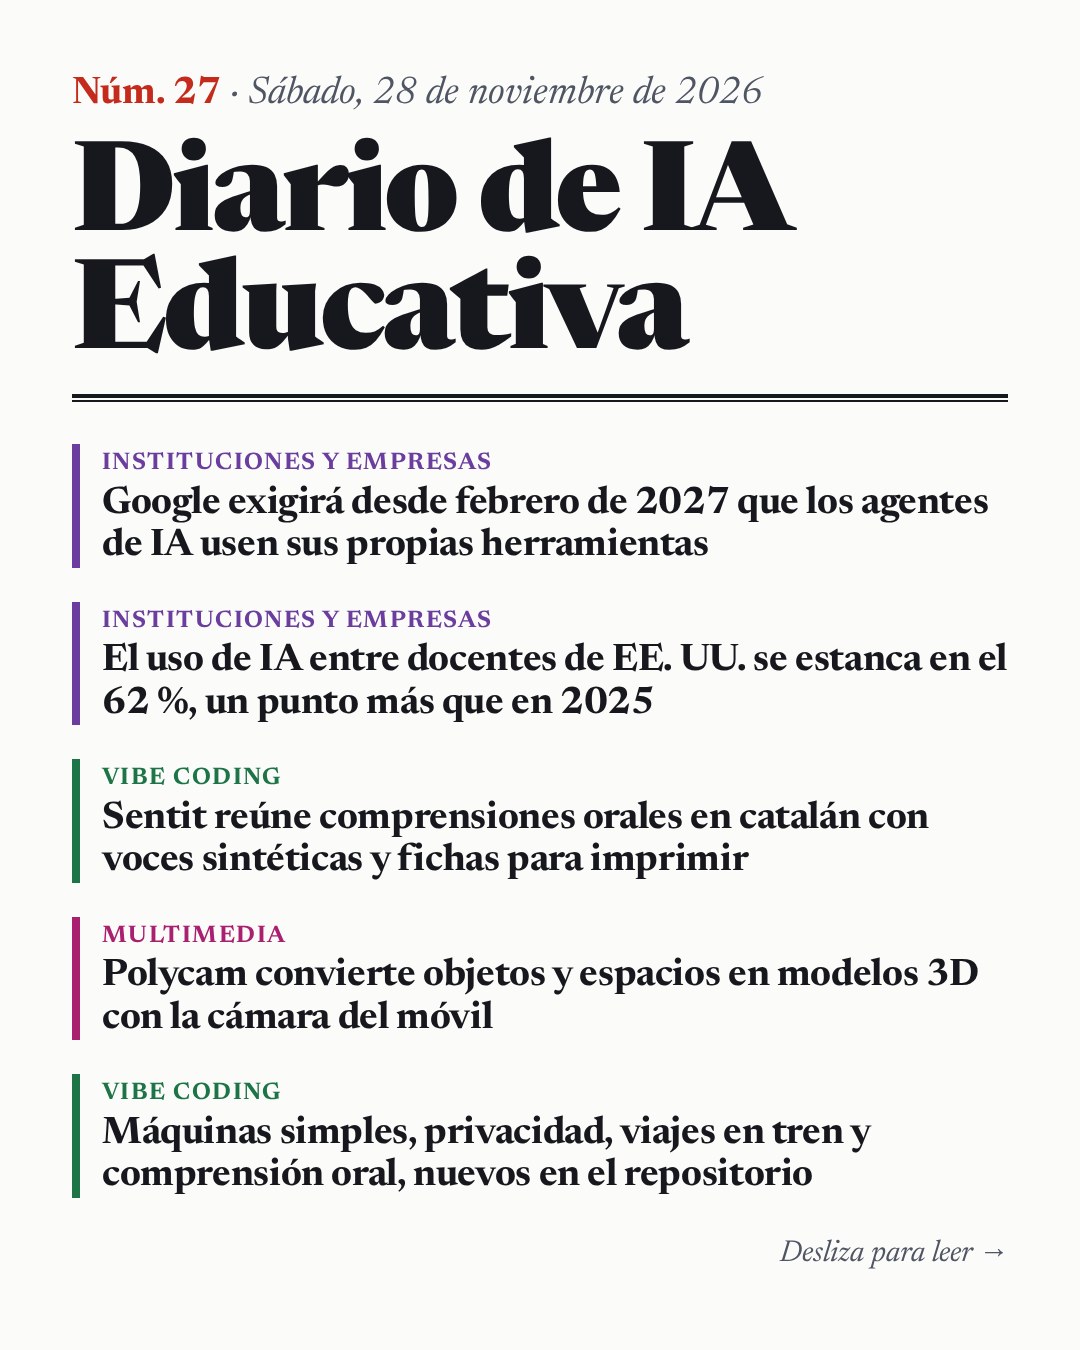 Núm. 27 · Sábado, 28 de noviembre de 2026
Diario de IA
Educativa
INSTITUCIONES Y EMPRESAS
Google exigirá desde febrero de 2027 que los agentes
de IA usen sus propias herramientas
INSTITUCIONES Y EMPRESAS
El uso de IA entre docentes de EE. UU. se estanca en el
62 %, un punto más que en 2025
VIBE CODING
Sentit reúne comprensiones orales en catalán con
voces sintéticas y fichas para imprimir
MULTIMEDIA
Polycam convierte objetos y espacios en modelos 3D
con la cámara del móvil
VIBE CODING
Máquinas simples, privacidad, viajes en tren y
comprensión oral, nuevos en el repositorio
Desliza para leer →